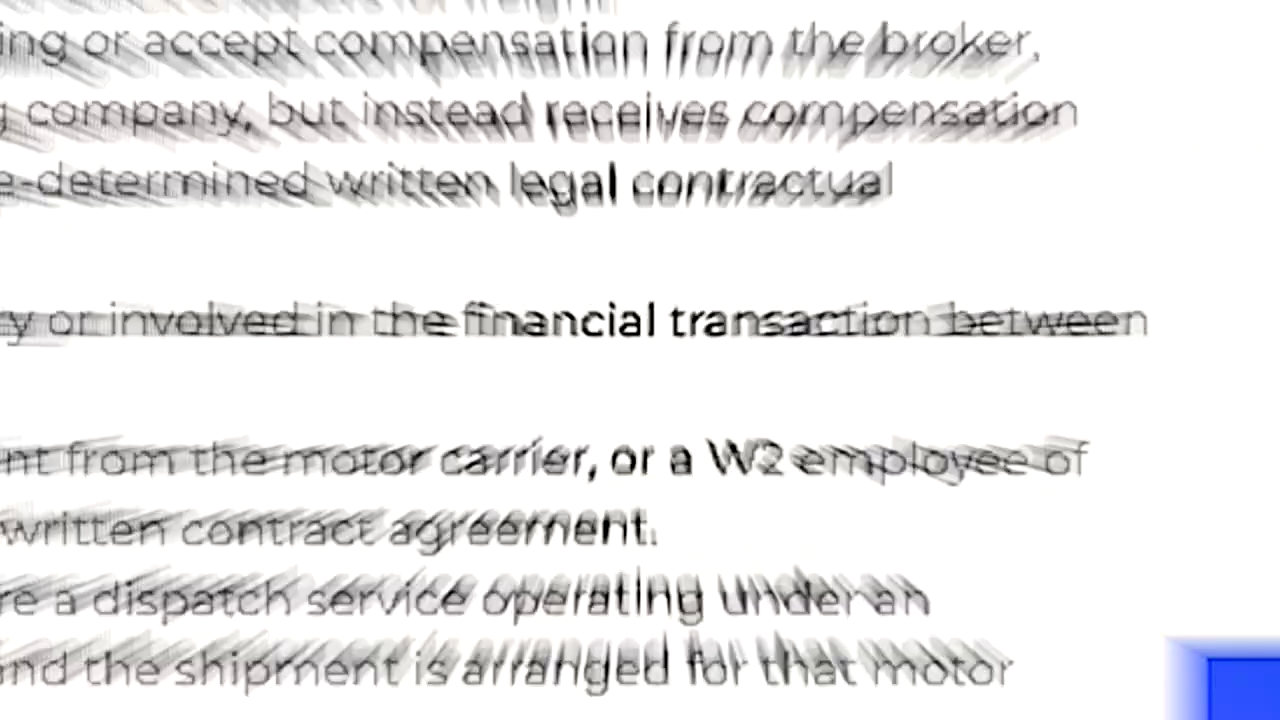 ing or accept compensation from the broker,
company, but instead receives compensation
e-determined written legal contractual
y or involved in the financial transaction between
nt from the motor carrier, or a W2 employee of
written contract agreement.
re a dispatch service operating under an
and the shipment is arranged for that motor